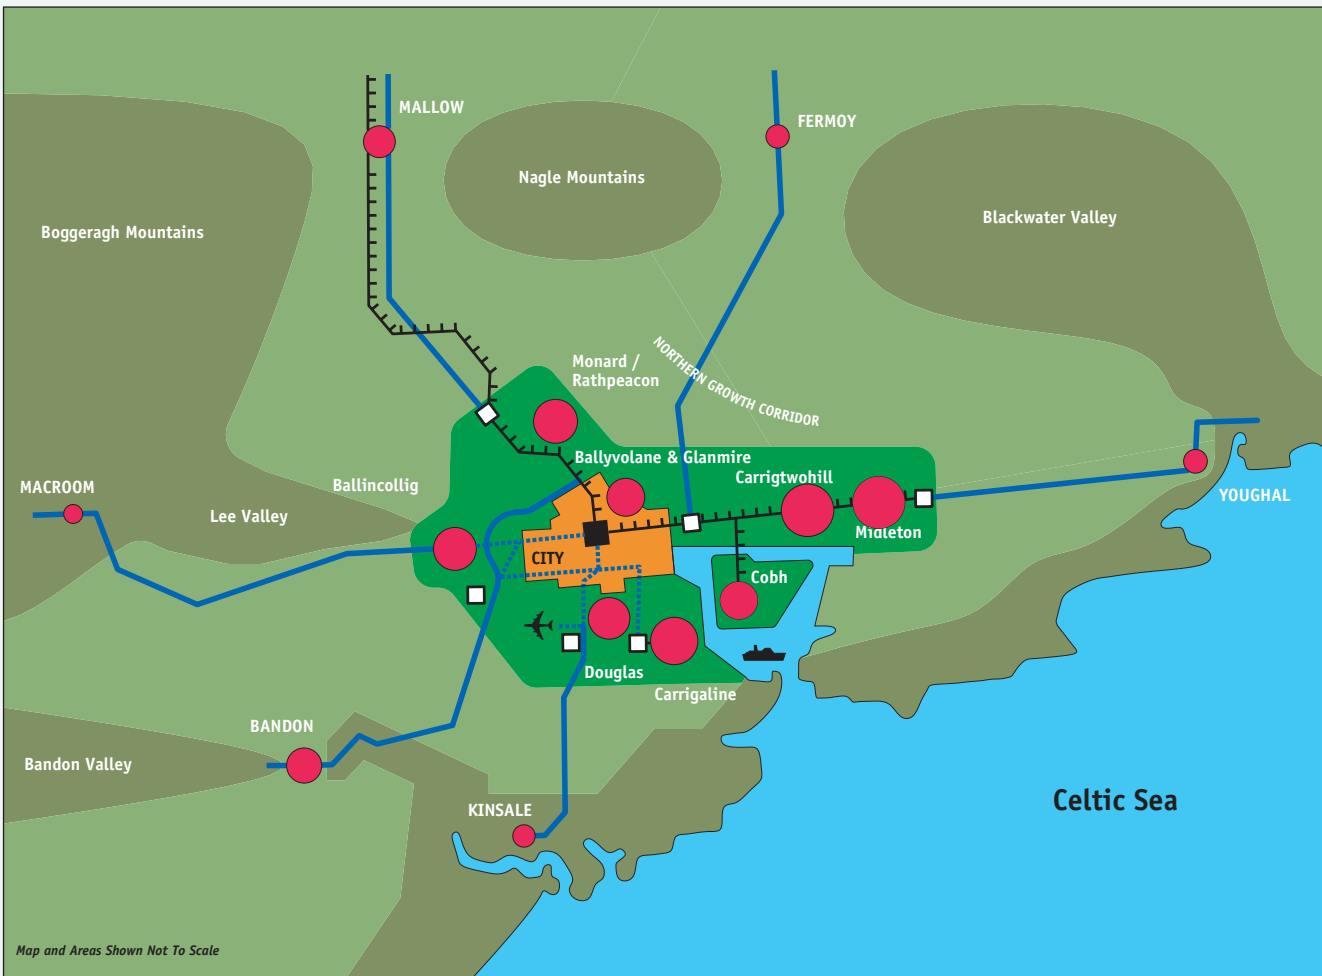 MALLOW
FERMOY
Nagle Mountains
Blackwater Valley
Boggeragh Mountains
NORTHERN GROWTH CORRIDOR
Monard /
Rathpeacon
Ballyvolane & Glanmire
Carrigtwohill
MACROOM
Ballincollig
YOUGHAL
Lee Valley
Midleton
CITY
Cobh
Douglas
Carrigaline
BANDON
Bandon Valley
KINSALE
Celtic Sea
Map and Areas Shown Not To Scale